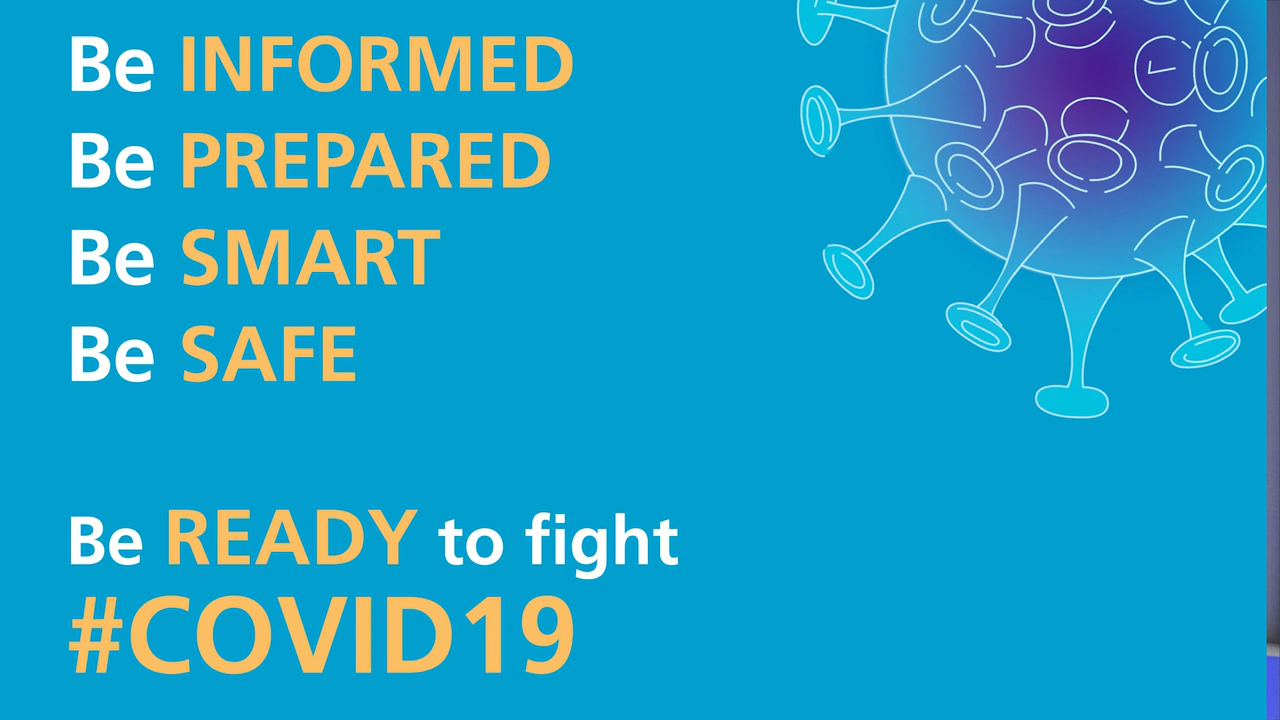 Be INFORMED
Be PREPARED
Be SMART
Be SAFE
Be READY to fight
#COVID19